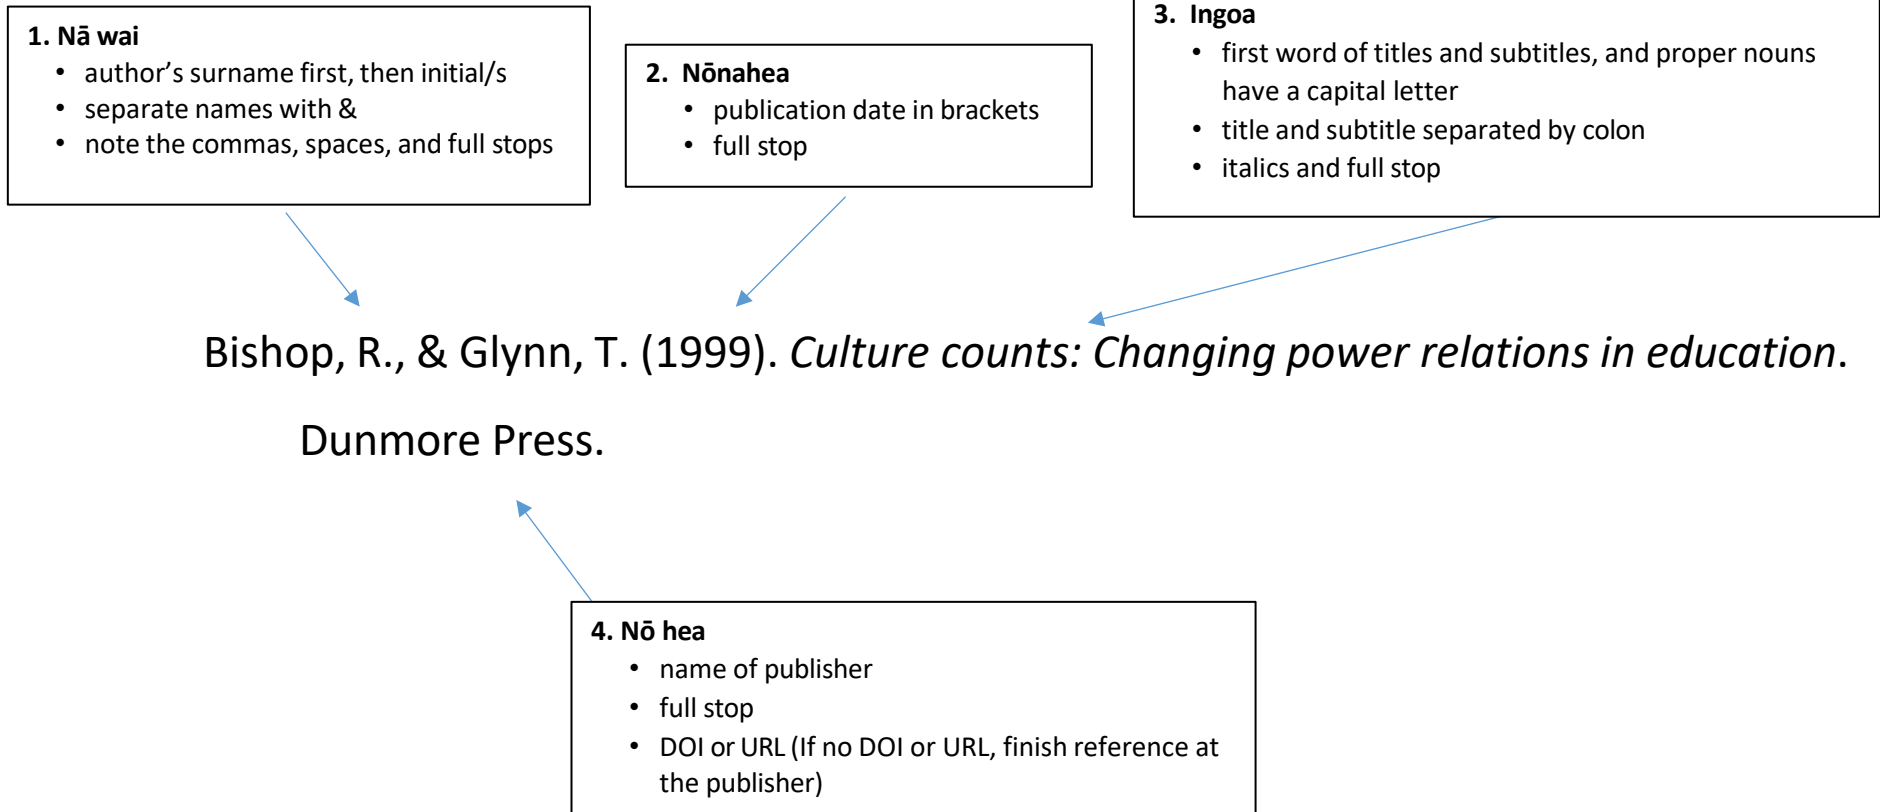 1. Nā wai
• author’s surname first, then initial/s
• separate names with &
• note the commas, spaces, and full stops
2. Nōnahea
• publication date in brackets
• full stop
3. Ingoa
• first word of titles and subtitles, and proper nouns
have a capital letter
• title and subtitle separated by colon
• italics and full stop
Bishop, R., & Glynn, T. (1999). Culture counts: Changing power relations in education.
Dunmore Press.
4. Nō hea
• name of publisher
• full stop
• DOI or URL (If no DOI or URL, finish reference at
the publisher)